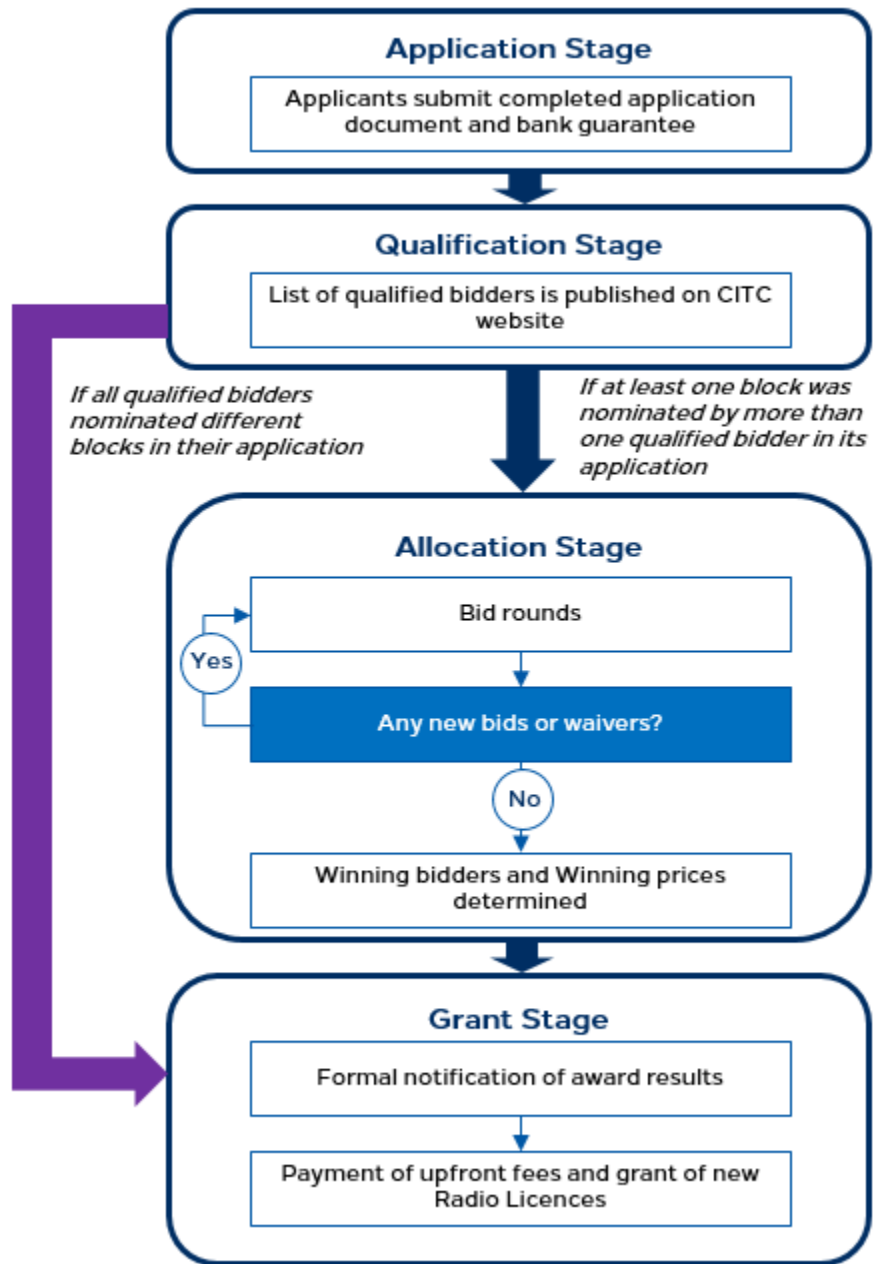 Application Stage
Applicants submit completed application
document and bank guarantee
Qualification Stage
List of qualified bidders is published on CITC
website
If all qualified bidders
nominated different
blocks in their application
If at least one block was
nominated by more than
one qualified bidder in its
application
Allocation Stage
Bid rounds
Yes
Any new bids or waivers?
No
Winning bidders and Winning prices
determined
Grant Stage
Formal notification of award results
Payment of upfront fees and grant of new
Radio Licences